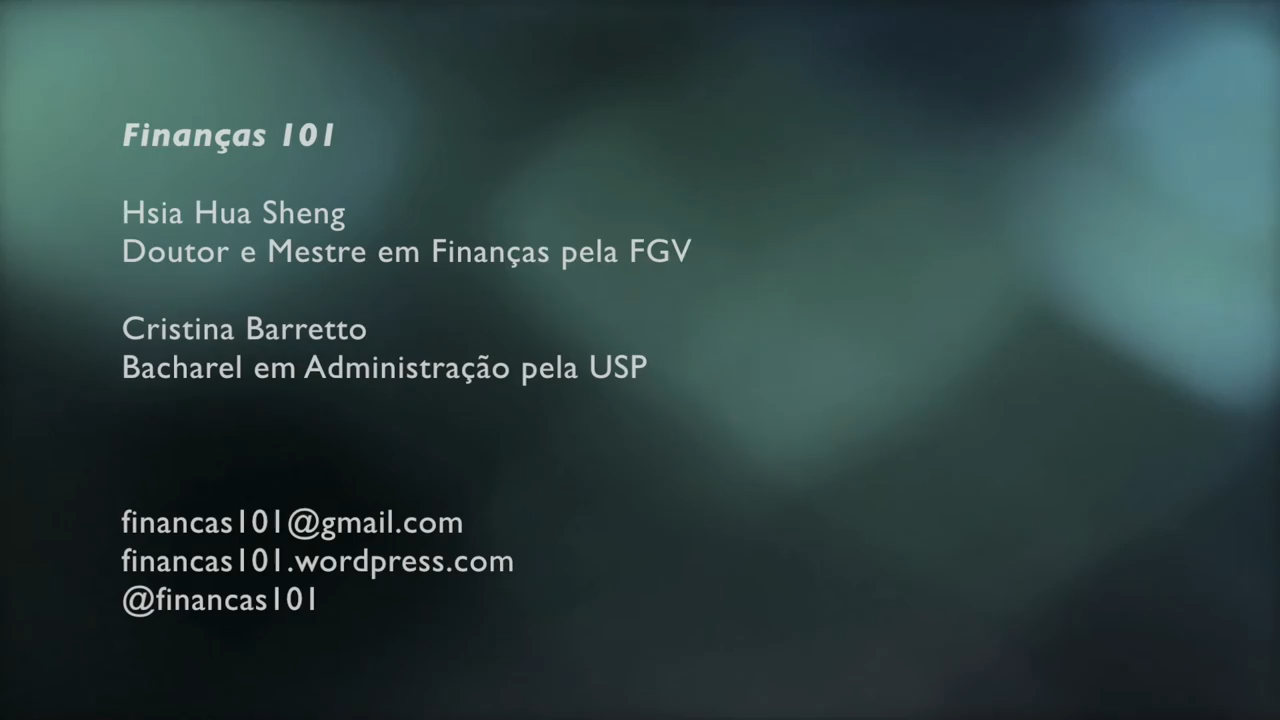 Finanças 101
Hsia Hua Sheng
Doutor e Mestre em Finanças pela FGV
Cristina Barretto
Bacharel em Administração pela USP
financas101@gmail.com
financas101.wordpress.com
@financas101